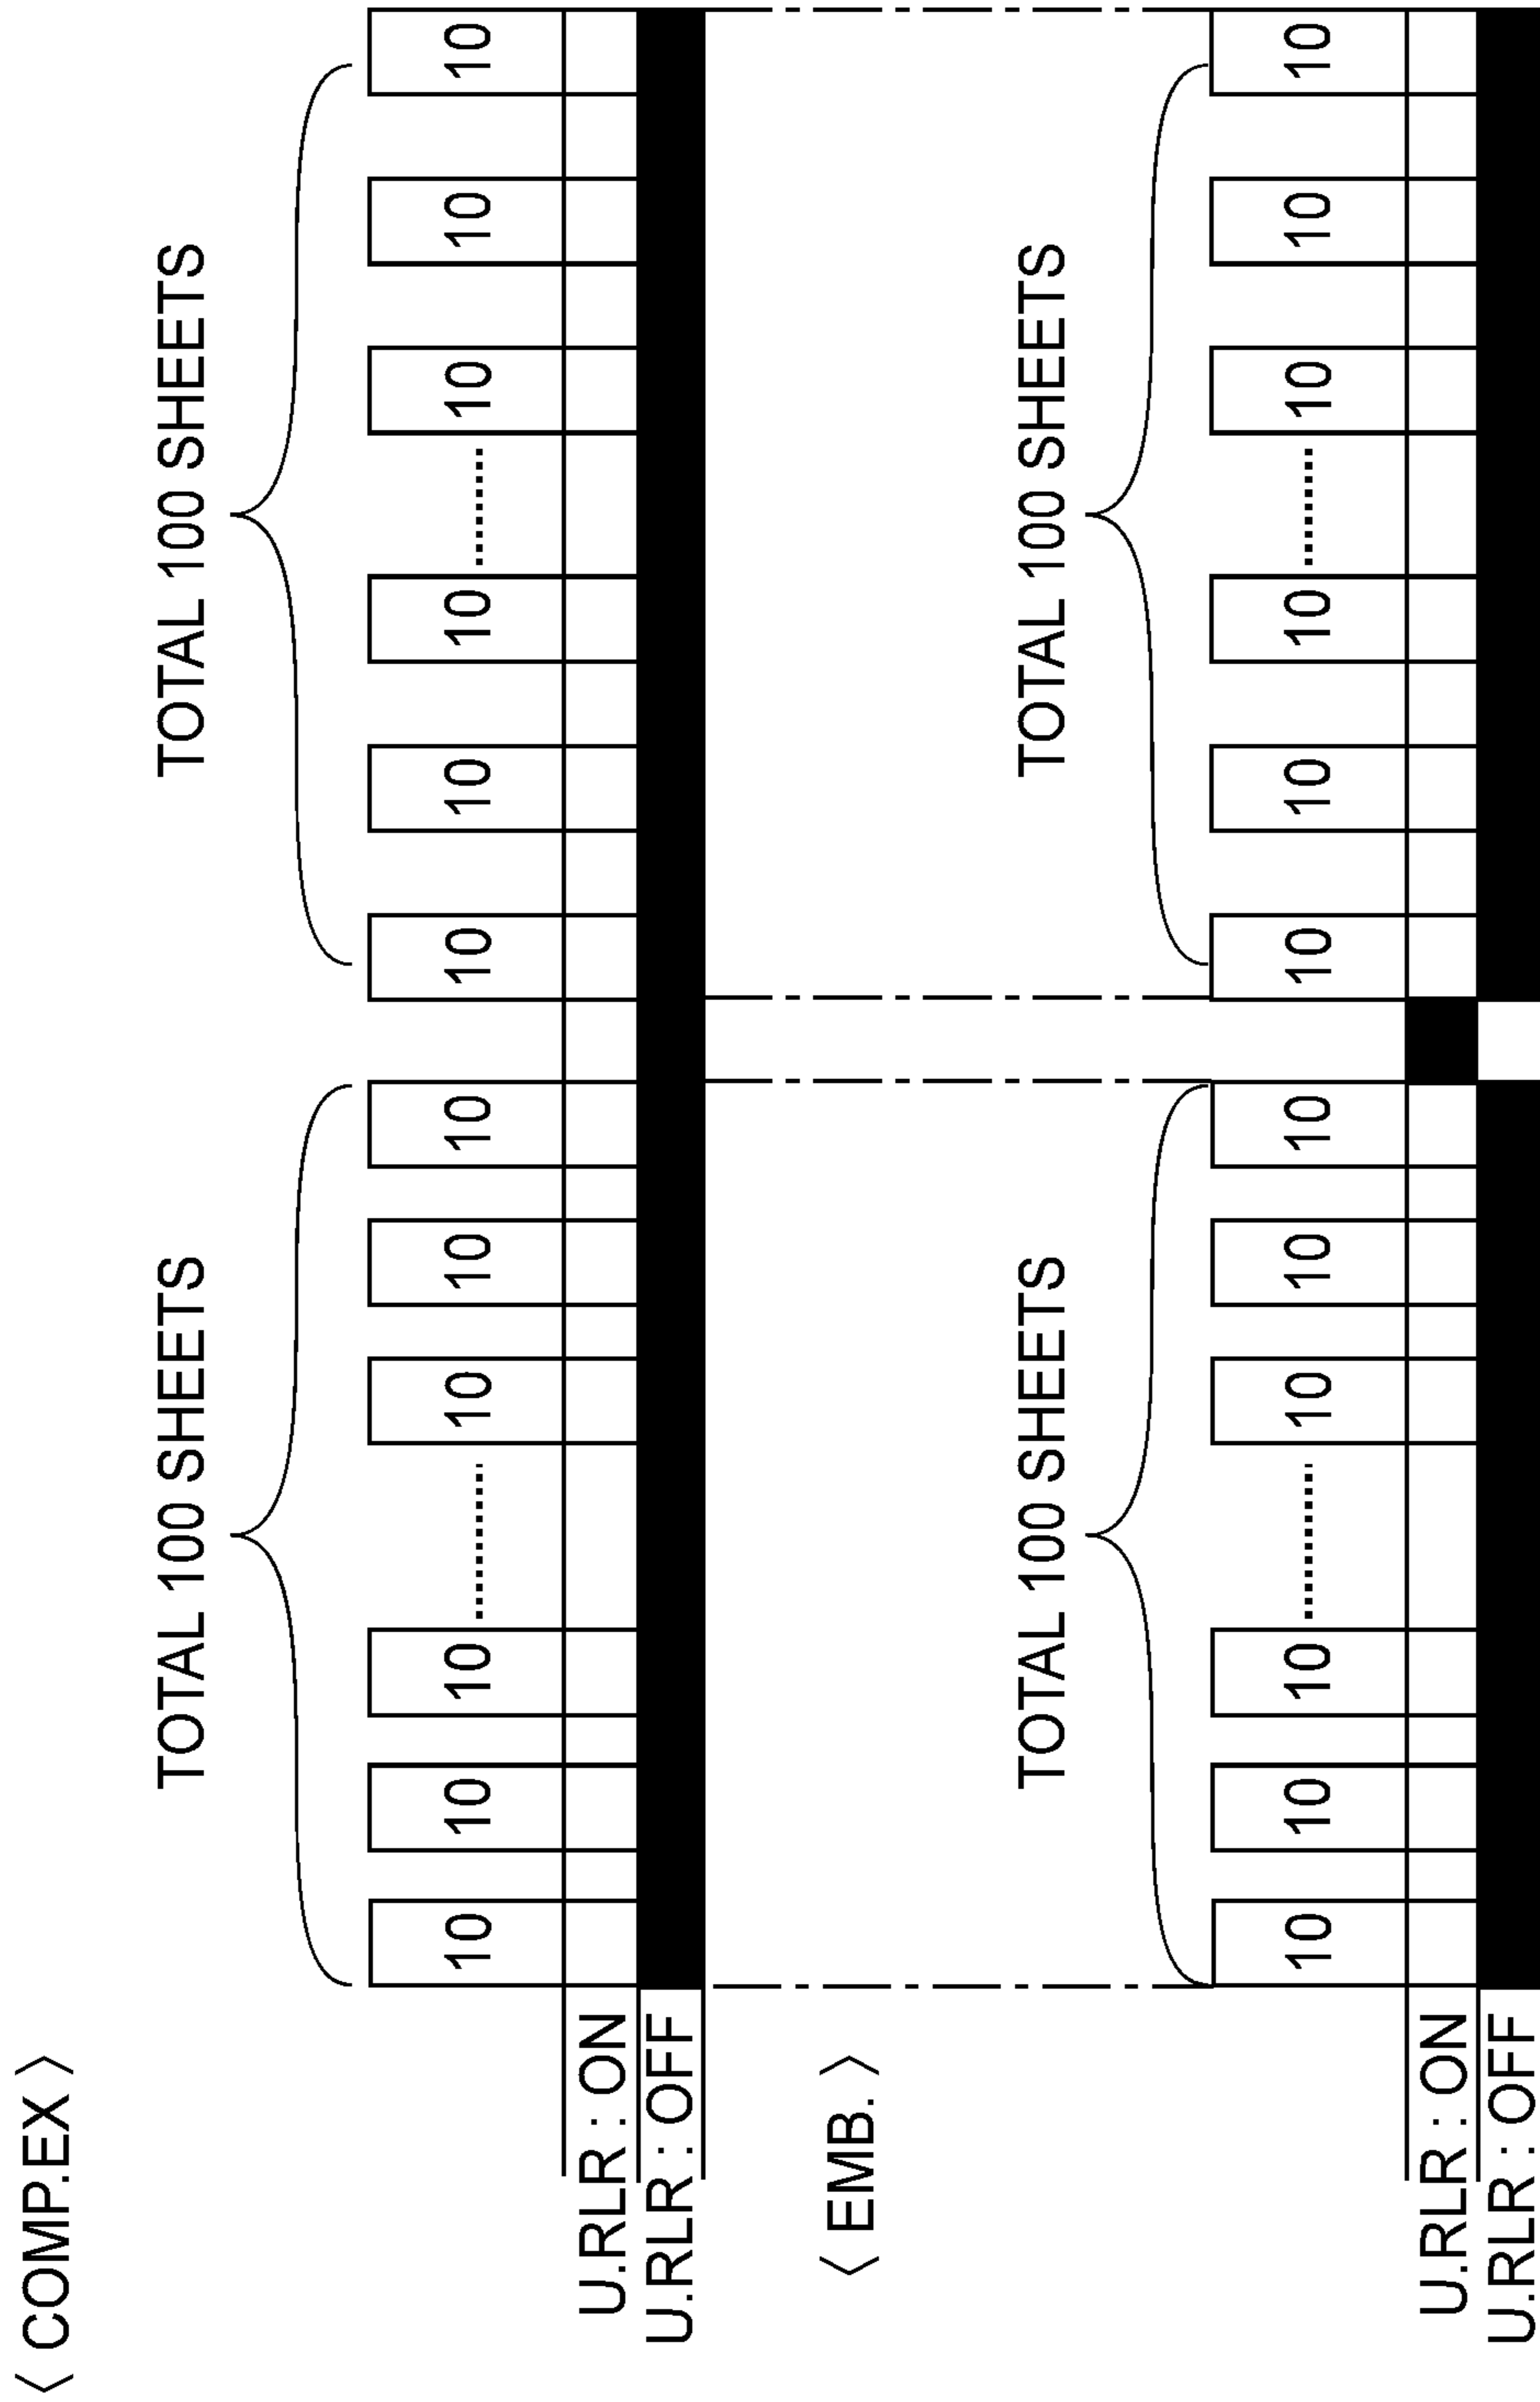 < COMP.EX >
TOTAL 100 SHEETS TOTAL 100 SHEETS
10 10 10 ......... 10 10 10 10 10 10 ......... 10 10 10
U.RLR : ON
U.RLR : OFF
< EMB. >
TOTAL 100 SHEETS TOTAL 100 SHEETS
10 10 10 ......... 10 10 10 10 10 10 ......... 10 10 10
U.RLR : ON
U.RLR : OFF